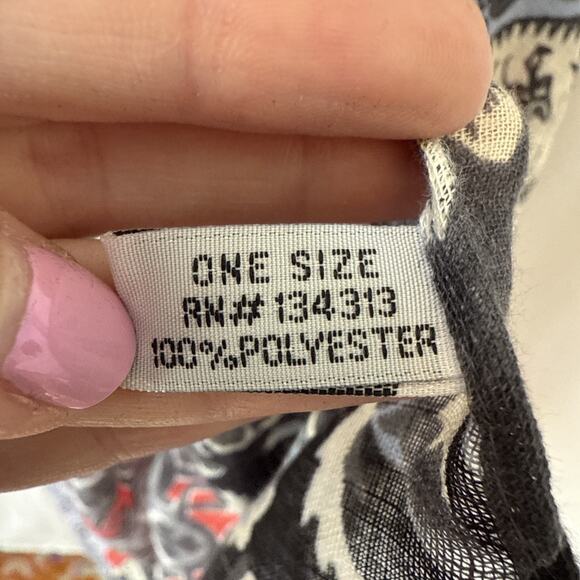 ONE SIZE
RN# 134313
100%POLYESTER